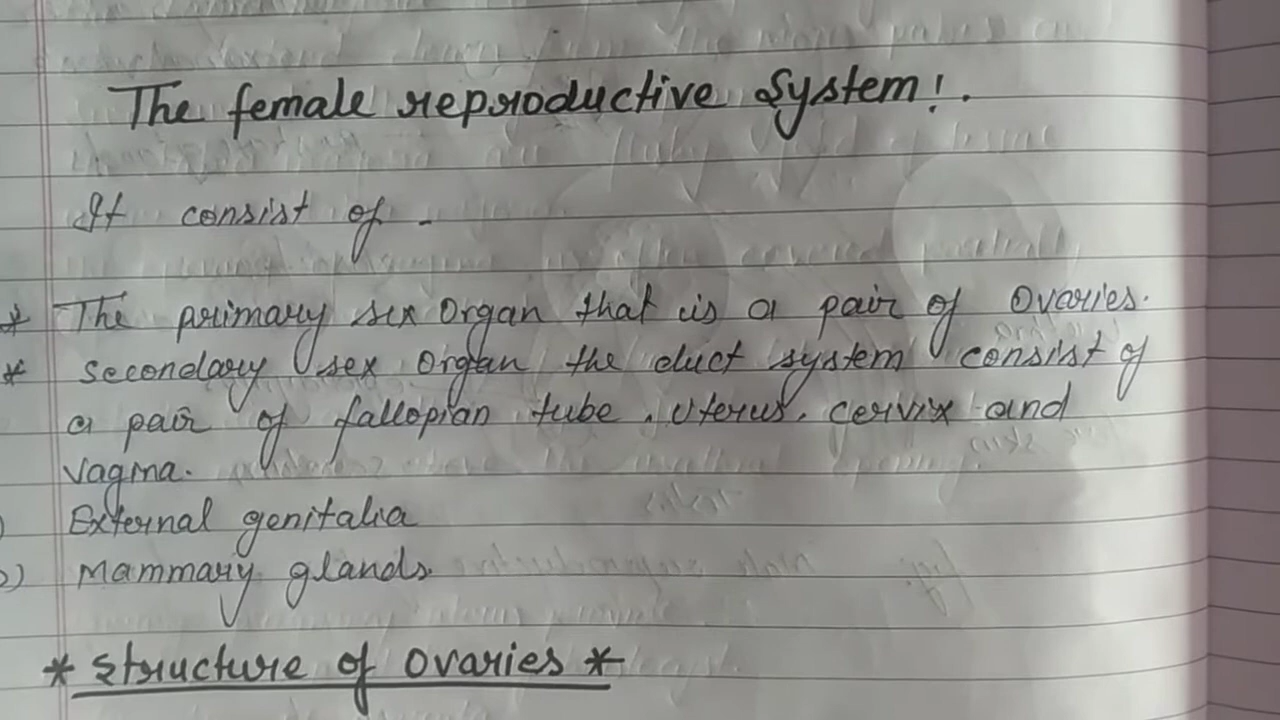 The female reproductive System!.
It consist of -
* The primary sex organ that is a pair of Ovaries.
* secondary sex organ the duct system consist of
a pair of fallopian tube, Uterus, cervix and
vagina.
External genitalia
) Mammary glands.
* Structure of Ovaries *